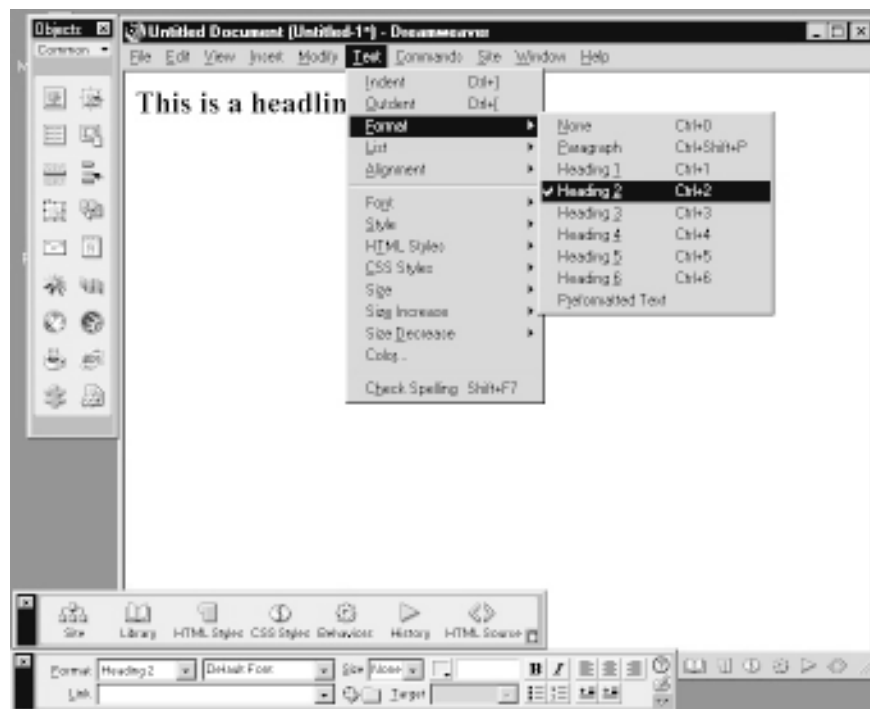 Objects
Common
Untitled Document (Untitled-1*) - Dreamweaver
File Edit View Insert Modify Text Commands Site Window Help
This is a headlin
Indent Ctrl+]
Outdent Ctrl+[
Format
List
Alignment
Font
Style
HTML Styles
CSS Styles
Size
Size Increase
Size Decrease
Color...
Check Spelling Shift+F7
None Ctrl+0
Paragraph Ctrl+Shift+P
Heading 1 Ctrl+1
Heading 2 Ctrl+2
Heading 3 Ctrl+3
Heading 4 Ctrl+4
Heading 5 Ctrl+5
Heading 6 Ctrl+6
Preformatted Text
Site Library HTML Styles CSS Styles Behaviors History HTML Source
Format Heading 2 Default Font Size None B I
Link Target